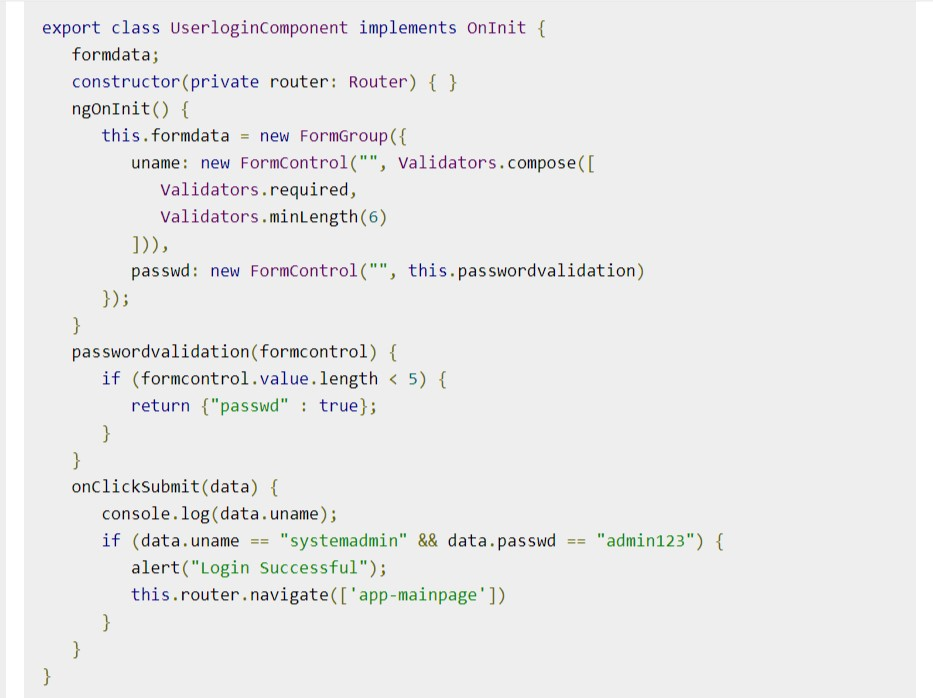 export class UserloginComponent implements OnInit {
   formdata;
   constructor(private router: Router) { }
   ngOnInit() {
      this.formdata = new FormGroup({
         uname: new FormControl("", Validators.compose([
            Validators.required,
            Validators.minLength(6)
         ])),
         passwd: new FormControl("", this.passwordvalidation)
      });
   }
   passwordvalidation(formcontrol) {
      if (formcontrol.value.length < 5) {
         return {"passwd" : true};
      }
   }
   onClickSubmit(data) {
      console.log(data.uname);
      if (data.uname == "systemadmin" && data.passwd == "admin123") {
         alert("Login Successful");
         this.router.navigate(['app-mainpage'])
      }
   }
}